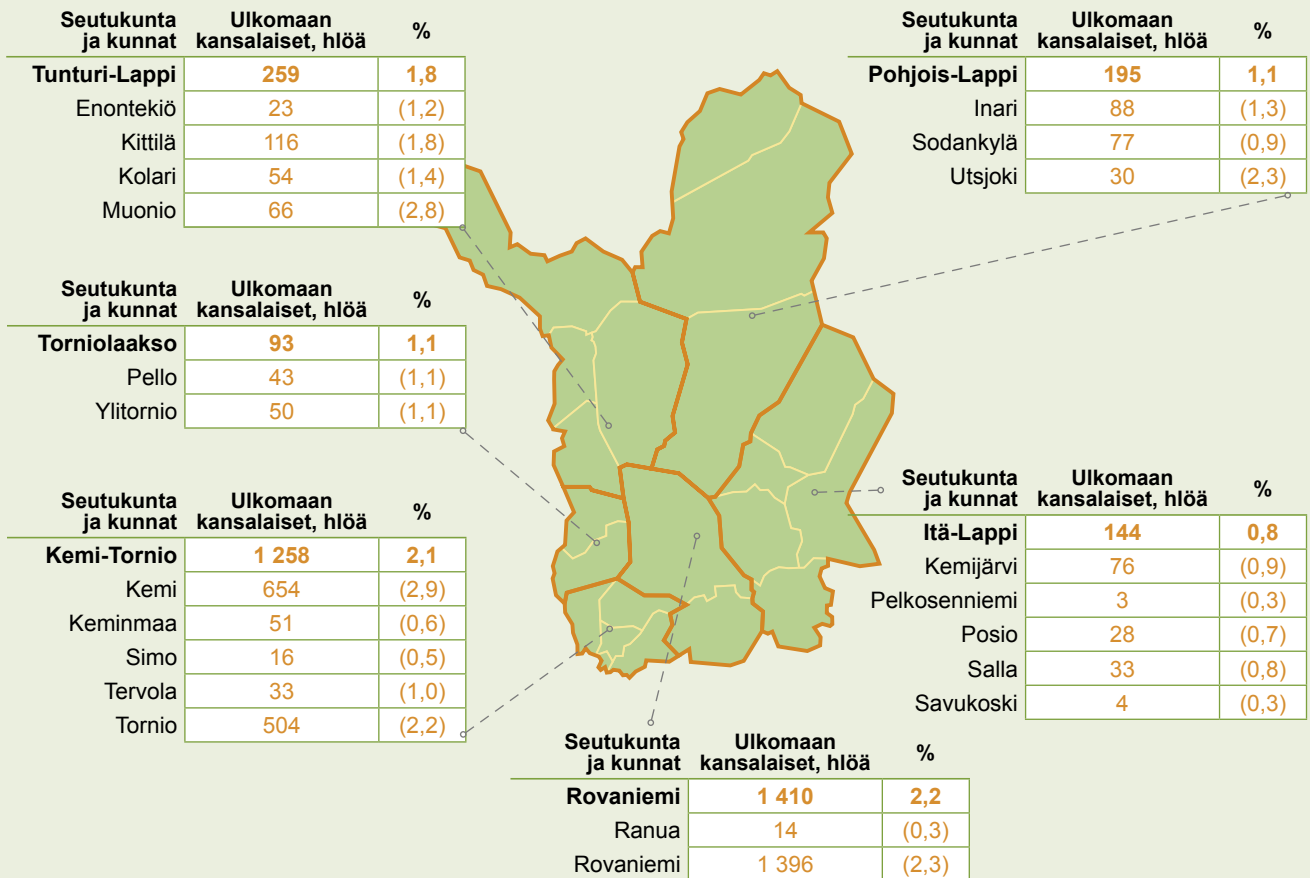 Seutukunta ja kunnat Ulkomaan kansalaiset, hlöä %
Tunturi-Lappi 259 1,8
Enontekiö 23 (1,2)
Kittilä 116 (1,8)
Kolari 54 (1,4)
Muonio 66 (2,8)
Seutukunta ja kunnat Ulkomaan kansalaiset, hlöä %
Pohjois-Lappi 195 1,1
Inari 88 (1,3)
Sodankylä 77 (0,9)
Utsjoki 30 (2,3)
Seutukunta ja kunnat Ulkomaan kansalaiset, hlöä %
Torniolaakso 93 1,1
Pello 43 (1,1)
Ylitornio 50 (1,1)
Seutukunta ja kunnat Ulkomaan kansalaiset, hlöä %
Kemi-Tornio 1 258 2,1
Kemi 654 (2,9)
Keminmaa 51 (0,6)
Simo 16 (0,5)
Tervola 33 (1,0)
Tornio 504 (2,2)
Seutukunta ja kunnat Ulkomaan kansalaiset, hlöä %
Itä-Lappi 144 0,8
Kemijärvi 76 (0,9)
Pelkosenniemi 3 (0,3)
Posio 28 (0,7)
Salla 33 (0,8)
Savukoski 4 (0,3)
Seutukunta ja kunnat Ulkomaan kansalaiset, hlöä %
Rovaniemi 1 410 2,2
Ranua 14 (0,3)
Rovaniemi 1 396 (2,3)